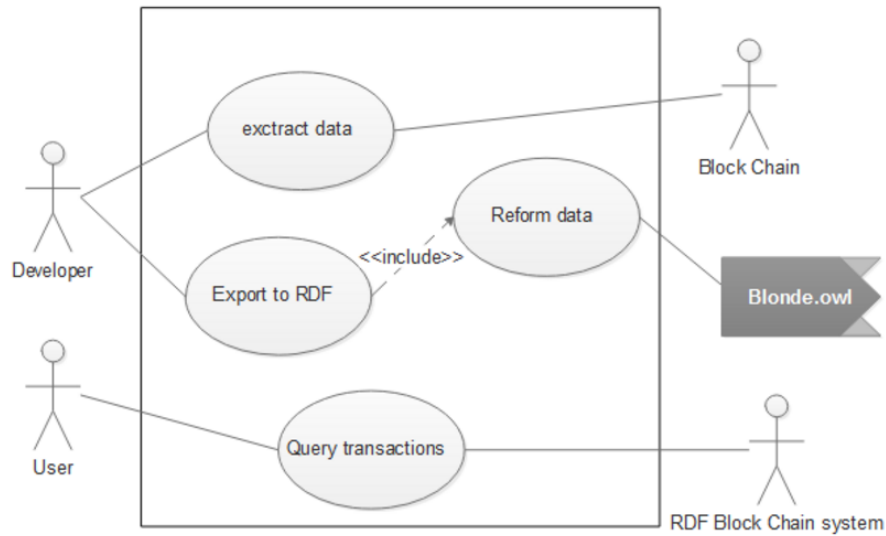 exctract data
Block Chain
Reform data
Developer
<<include>>
Export to RDF
Blonde.owl
Query transactions
User
RDF Block Chain system